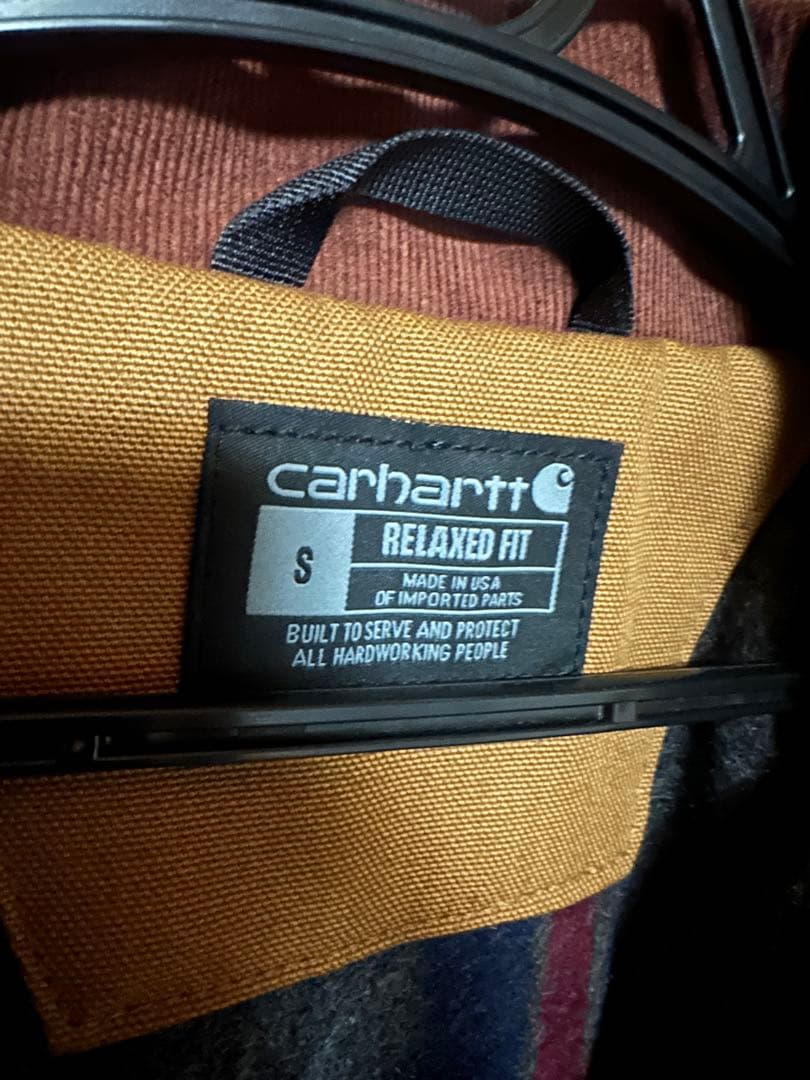 carhartt
S
RELAXED FIT
MADE IN USA
OF IMPORTED PARTS
BUILT TO SERVE AND PROTECT
ALL HARDWORKING PEOPLE